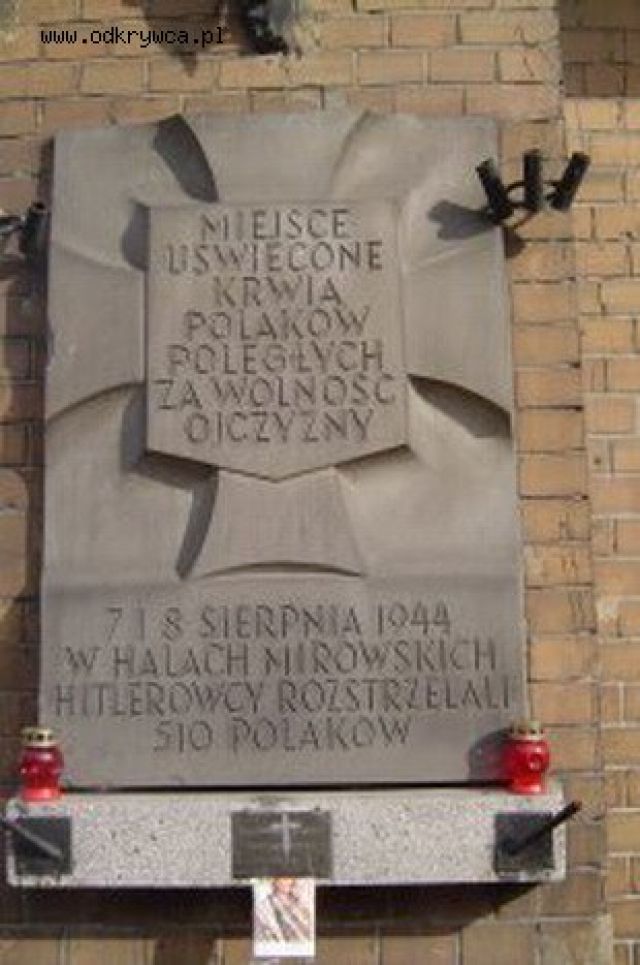 www.odkrywca.pl
MIEJSCE
UŚWIĘCONE
KRWIĄ
POLAKÓW
POLEGŁYCH
ZA WOLNOŚĆ
OJCZYZNY
7 I 8 SIERPNIA 1944
W HALACH MIROWSKICH
HITLEROWCY ROZSTRZELALI
510 POLAKÓW